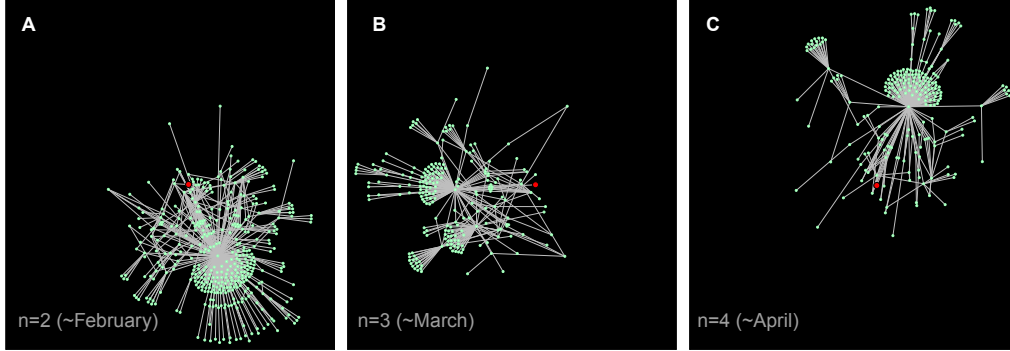 A
B
C
n=2 (~February)
n=3 (~March)
n=4 (~April)